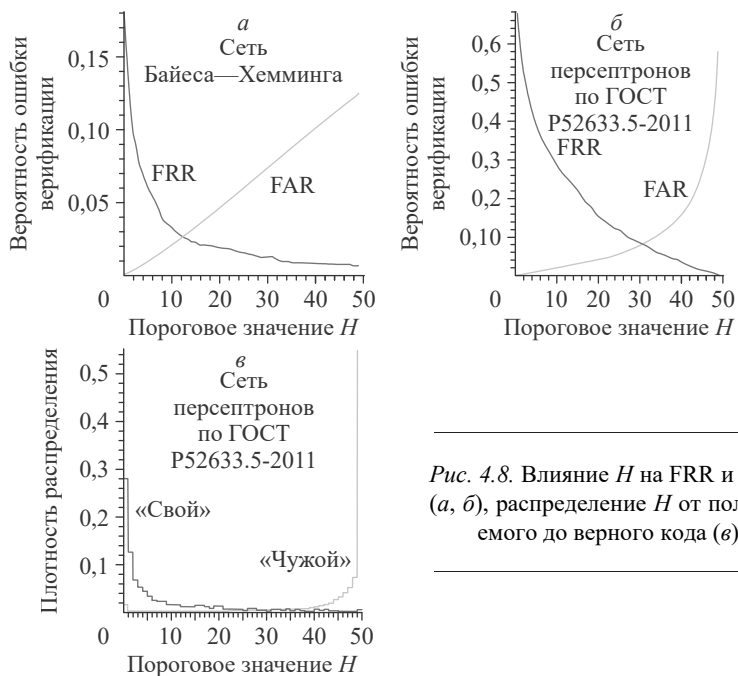 а
Сеть
Байеса—Хемминга
Вероятность ошибки
верификации
0,15
0,10
0,05
FRR
FAR
0 10 20 30 40 50
Пороговое значение H
б
Сеть
персептронов
по ГОСТ
Р52633.5-2011
Вероятность ошибки
верификации
0,6
0,5
0,4
0,3
0,2
0,10
FRR
FAR
0 10 20 30 40 50
Пороговое значение H
в
Сеть
персептронов
по ГОСТ
Р52633.5-2011
Плотность распределения
0,5
0,4
0,3
0,2
0,1
«Свой»
«Чужой»
0 10 20 30 40 50
Пороговое значение H
Рис. 4.8. Влияние H на FRR и
(а, б), распределение H от пол
емого до верного кода (в)